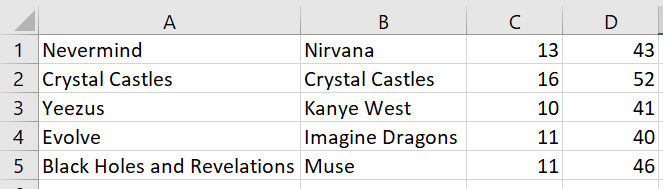 A B C D
1 Nevermind Nirvana 13 43
2 Crystal Castles Crystal Castles 16 52
3 Yeezus Kanye West 10 41
4 Evolve Imagine Dragons 11 40
5 Black Holes and Revelations Muse 11 46